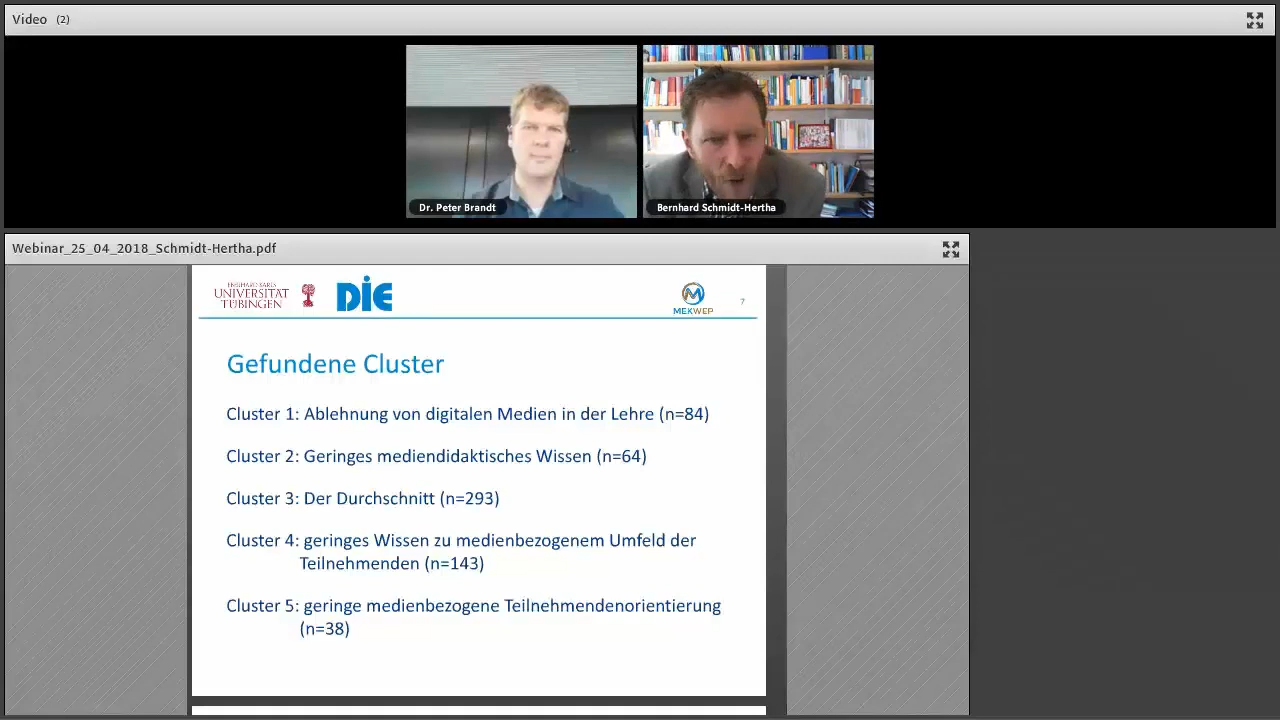 Video (2)
Dr. Peter Brandt
Bernhard Schmidt-Hertha
Webinar_25_04_2018_Schmidt-Hertha.pdf
EBERHARD KARLS
UNIVERSITÄT
TÜBINGEN
DIE
MEKWEP
7
Gefundene Cluster
Cluster 1: Ablehnung von digitalen Medien in der Lehre (n=84)
Cluster 2: Geringes mediendidaktisches Wissen (n=64)
Cluster 3: Der Durchschnitt (n=293)
Cluster 4: geringes Wissen zu medienbezogenem Umfeld der
Teilnehmenden (n=143)
Cluster 5: geringe medienbezogene Teilnehmendenorientierung
(n=38)